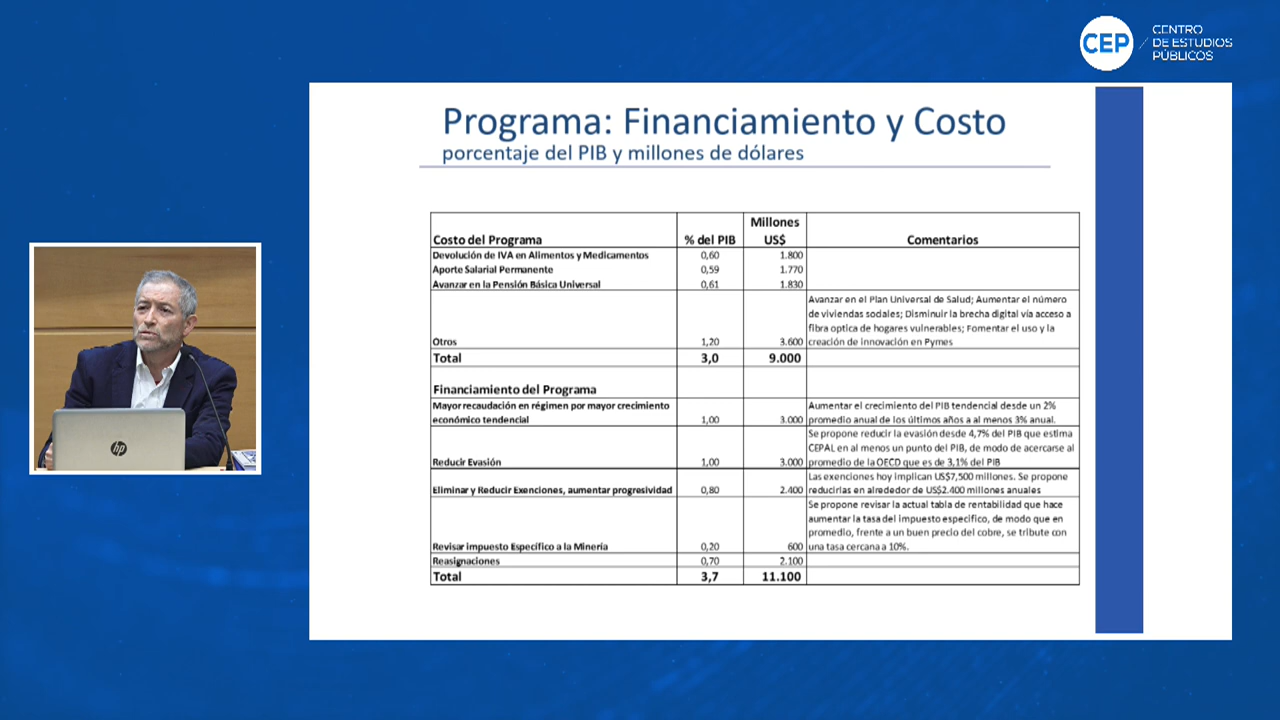 CEP
CENTRO
DE ESTUDIOS
PÚBLICOS
Programa: Financiamiento y Costo
porcentaje del PIB y millones de dólares
Costo del Programa % del PIB Millones US$ Comentarios
Devolución de IVA en Alimentos y Medicamentos 0,60 1.800
Aporte Salarial Permanente 0,59 1.770
Avanzar en la Pensión Básica Universal 0,61 1.830
Avanzar en el Plan Universal de Salud; Aumentar el número
de viviendas sociales; Disminuir la brecha digital vía acceso a
fibra optica de hogares vulnerables; Fomentar el uso y la
Otros 1,20 3.600 creación de innovación en Pymes
Total 3,0 9.000
Financiamiento del Programa
Mayor recaudación en régimen por mayor crecimiento Aumentar el crecimiento del PIB tendencial desde un 2%
económico tendencial 1,00 3.000 promedio anual de los últimos años a al menos 3% anual.
Se propone reducir la evasión desde 4,7% del PIB que estima
CEPAL en al menos un punto del PIB, de modo de acercarse al
Reducir Evasión 1,00 3.000 promedio de la OECD que es de 3,1% del PIB
Las exenciones hoy implican US$7,500 millones. Se propone
Eliminar y Reducir Exenciones, aumentar progresividad 0,80 2.400 reducirlas en alrededor de US$2.400 millones anuales
Se propone revisar la actual tabla de rentabilidad que hace
aumentar la tasa del impuesto especifico, de modo que en
promedio, frente a un buen precio del cobre, se tribute con
Revisar impuesto Específico a la Minería 0,20 600 una tasa cercana a 10%.
Reasignaciones 0,70 2.100
Total 3,7 11.100
hp